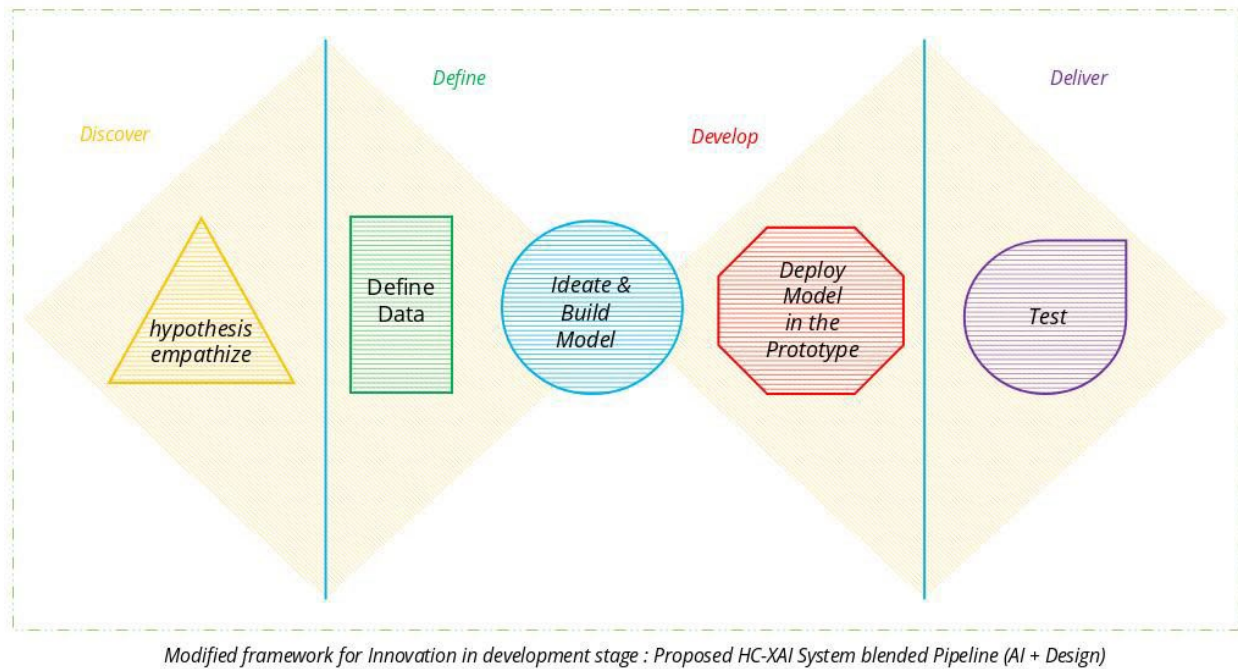 Define
Deliver
Discover
Develop
hypothesis
empathize
Define
Data
Ideate &
Build
Model
Deploy
Model
in the
Prototype
Test
Modified framework for Innovation in development stage : Proposed HC-XAI System blended Pipeline (AI + Design)